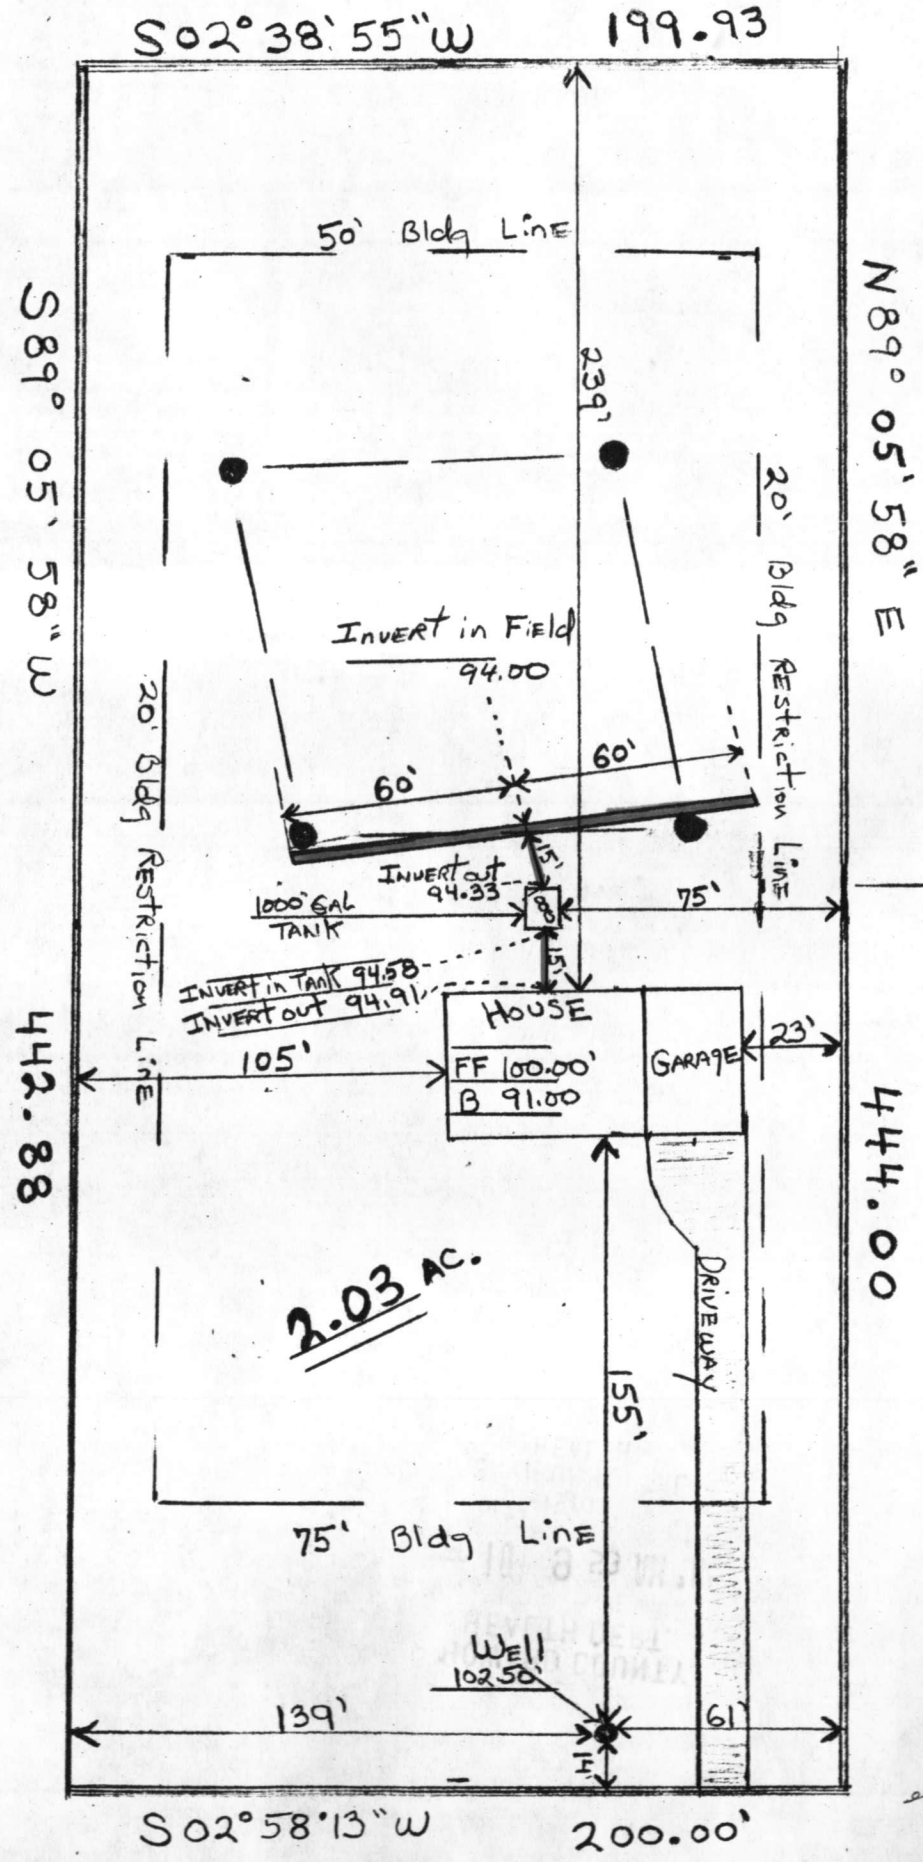 S02° 38' 55" W 199.93
50' Bldg Line
N 89° 05' 58" E
S 89° 05' 58" W
239'
20' Bldg Restriction Line
Invert in Field
94.00
20' Bldg Restriction Line
60'
60'
15'
Invert out
94.33
1000 GAL
TANK
75'
15'
Invert in Tank 94.58
Invert out 94.91
House
105'
FF 100.00'
B 91.00
GARAGE
23'
442.88
444.00
2.03 AC.
Driveway
155'
75' Bldg Line
Well
102.50'
139'
61'
14'
S02° 58' 13" W 200.00'